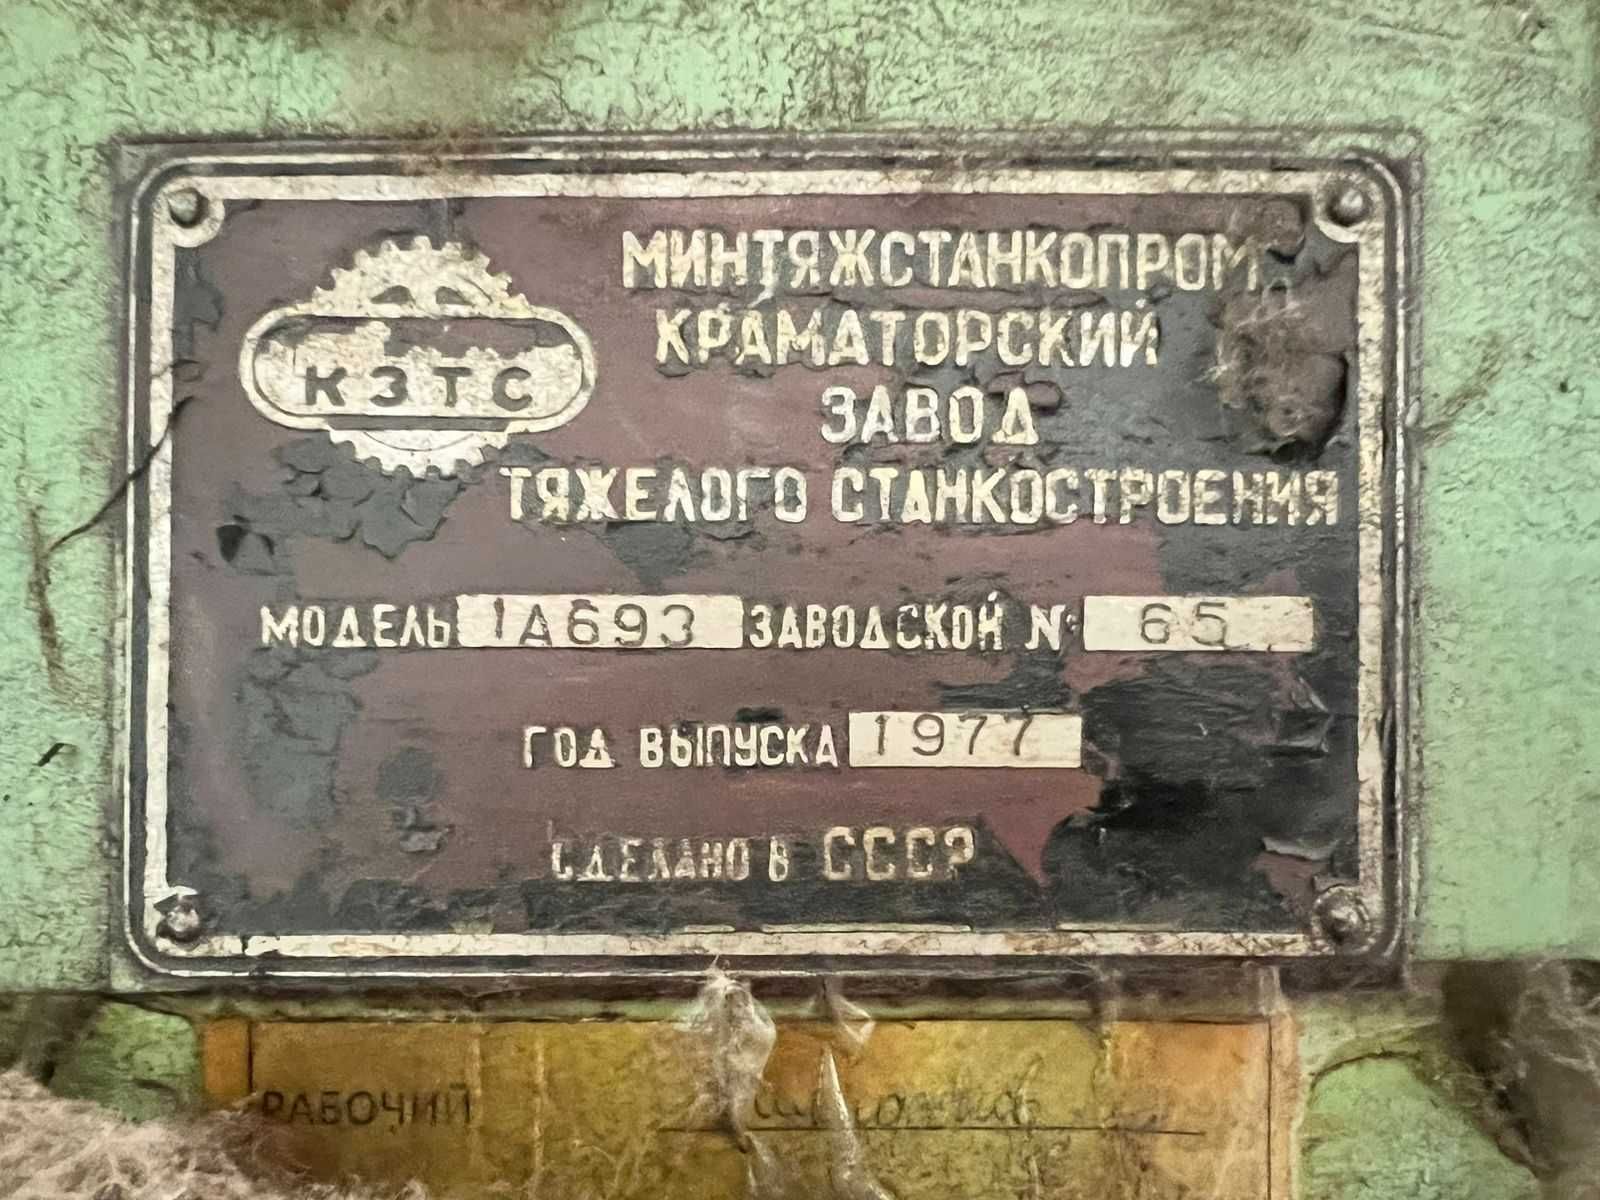 МИНТЯЖСТАНКОПРОМ
КЗТС
КРАМАТОРСКИЙ
ЗАВОД
ТЯЖЕЛОГО СТАНКОСТРОЕНИЯ
МОДЕЛЬ 1А693 ЗАВОДСКОЙ № 65
ГОД ВЫПУСКА 1977
СДЕЛАНО В СССР
РАБОЧИЙ